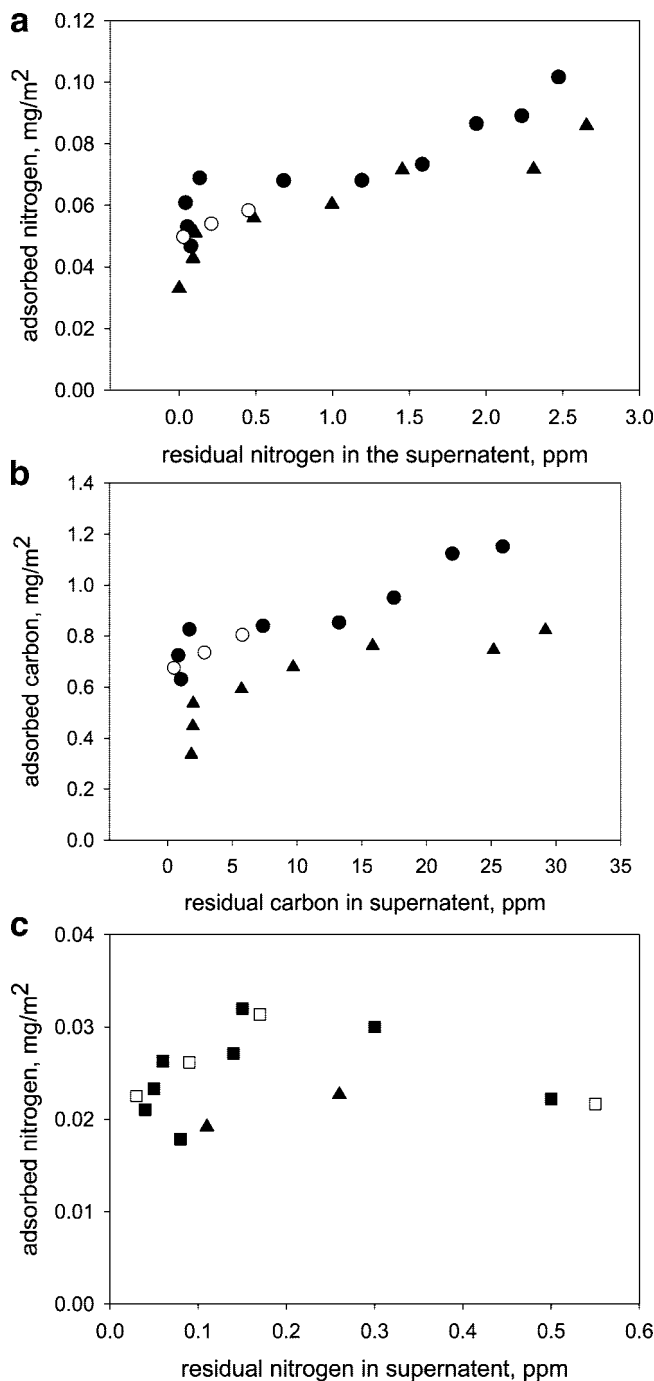 a
0.12
0.10
0.08
0.06
0.04
0.02
0.00
adsorbed nitrogen, mg/m2
0.0 0.5 1.0 1.5 2.0 2.5 3.0
residual nitrogen in the supernatent, ppm
b
1.4
1.2
1.0
0.8
0.6
0.4
0.2
0.0
adsorbed carbon, mg/m2
0 5 10 15 20 25 30 35
residual carbon in supernatent, ppm
c
0.04
0.03
0.02
0.01
0.00
adsorbed nitrogen, mg/m2
0.0 0.1 0.2 0.3 0.4 0.5 0.6
residual nitrogen in supernatent, ppm